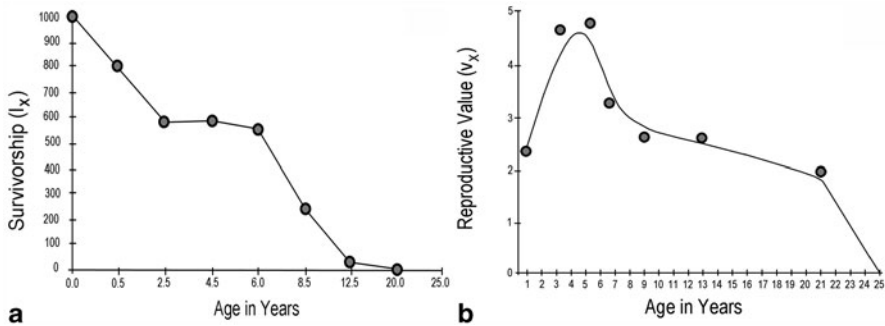 1000
900
800
700
600
500
400
300
200
100
0
Survivorship (lx)
0.0 0.5 2.5 4.5 6.0 8.5 12.5 20.0 25.0
Age in Years
a
5
4
3
2
1
0
Reproductive Value (vx)
1 2 3 4 5 6 7 8 9 10 11 12 13 14 15 16 17 18 19 20 21 22 23 24 25
Age in Years
b